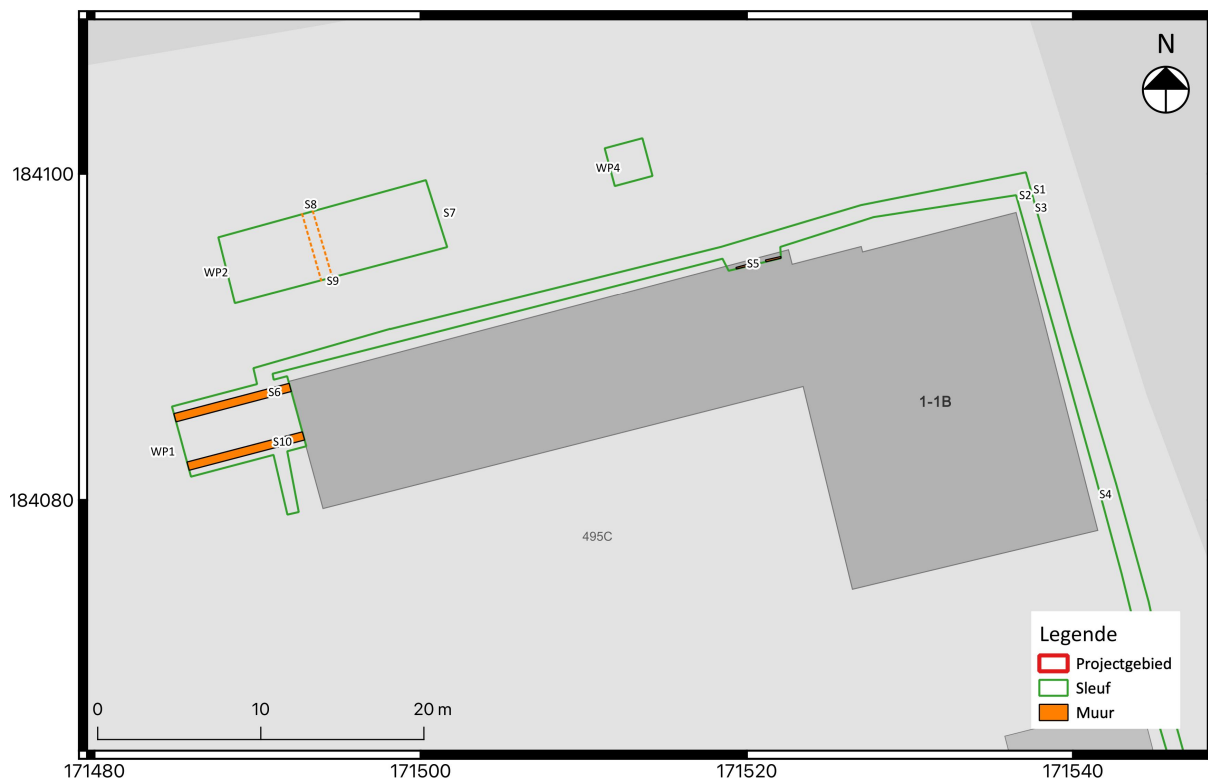 N
184100
WP4
S1
S2
S3
S8
S7
WP2
S9
S5
S6
1-1B
S10
WP1
S4
184080
495C
Legende
Projectgebied
Sleuf
Muur
0 10 20 m
171480 171500 171520 171540